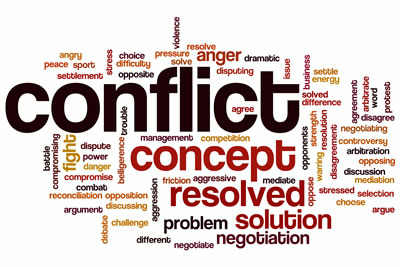 violence
angry
choice
pressure
resolve
peace
sport
stress
difficulty
solve
anger
dramatic
settlement
opposite
disputing
issue
business
settle
energy
conflict
solved
difference
agree
agreement
arbitrate
word
protest
disagree
battle
compromising
fight
dispute
power
danger
compromise
combat
belligerence
trouble
management
competition
concept
opponents
warring
strength
disagreement
resolution
negotiating
controversy
arbitration
opposing
discussion
mediation
reconciliation
opposition
aggression
friction
aggressive
mediate
resolved
oppose
stressed
selection
choose
argue
argument
discussing
debate
challenge
problem
solution
different
negotiate
negotiation